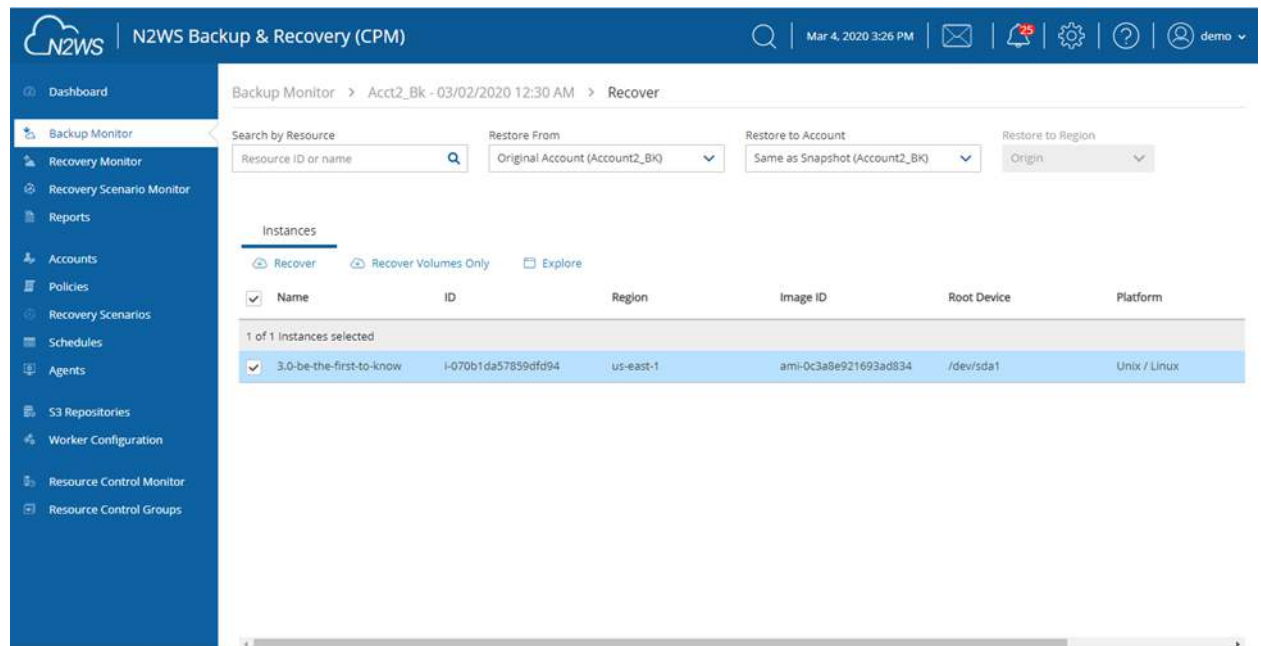 N2WS N2WS Backup & Recovery (CPM) Mar 4, 2020 3:26 PM 25 ? demo
Dashboard
Backup Monitor
Recovery Monitor
Recovery Scenario Monitor
Reports
Accounts
Policies
Recovery Scenarios
Schedules
Agents
S3 Repositories
Worker Configuration
Resource Control Monitor
Resource Control Groups
Backup Monitor > Acct2_Bk - 03/02/2020 12:30 AM > Recover
Search by Resource Restore From Restore to Account Restore to Region
Resource ID or name Original Account (Account2_BK) Same as Snapshot (Account2_BK) Origin
Instances
Recover Recover Volumes Only Explore
Name ID Region Image ID Root Device Platform
1 of 1 Instances selected
3.0-be-the-first-to-know i-070b1da57859dfd94 us-east-1 ami-0c3a8e921693ad834 /dev/sda1 Unix / Linux